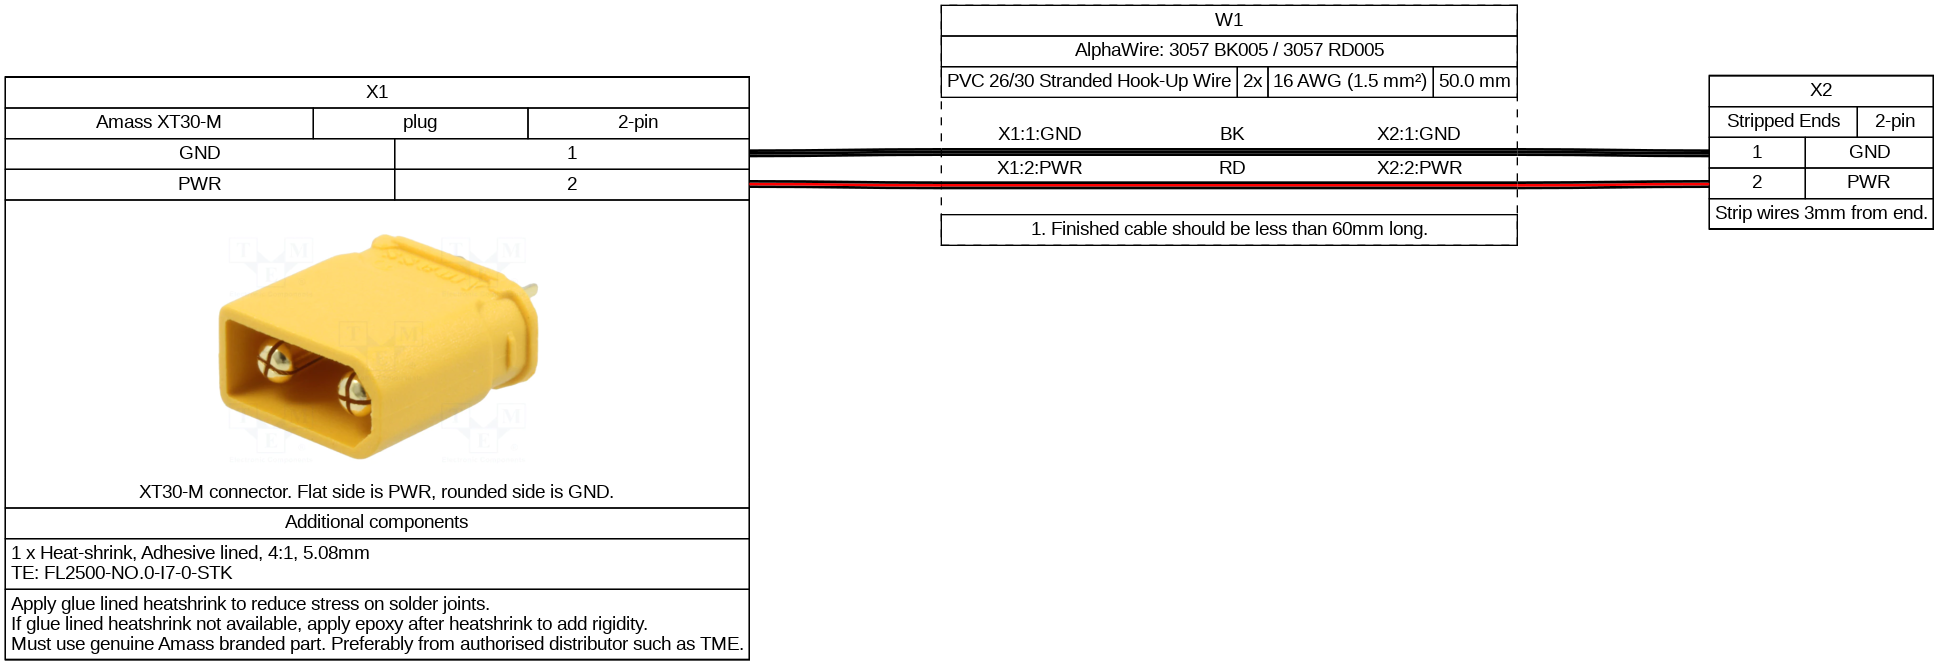 X1
Amass XT30-M plug 2-pin
GND 1
PWR 2
XT30-M connector. Flat side is PWR, rounded side is GND.
Additional components
1 x Heat-shrink, Adhesive lined, 4:1, 5.08mm
TE: FL2500-NO.0-I7-0-STK
Apply glue lined heatshrink to reduce stress on solder joints.
If glue lined heatshrink not available, apply epoxy after heatshrink to add rigidity.
Must use genuine Amass branded part. Preferably from authorised distributor such as TME.
W1
AlphaWire: 3057 BK005 / 3057 RD005
PVC 26/30 Stranded Hook-Up Wire 2x 16 AWG (1.5 mm²) 50.0 mm
X1:1:GND BK X2:1:GND
X1:2:PWR RD X2:2:PWR
1. Finished cable should be less than 60mm long.
X2
Stripped Ends 2-pin
1 GND
2 PWR
Strip wires 3mm from end.